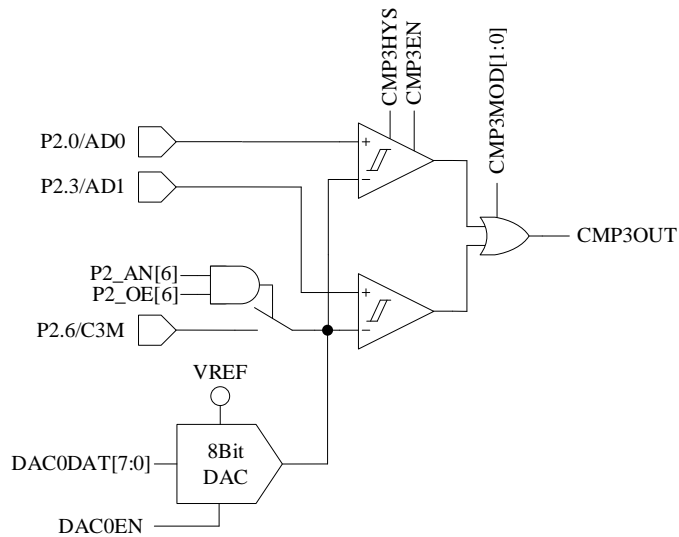 CMP3HYS
CMP3EN
CMP3MOD[1:0]
P2.0/AD0
+
−
P2.3/AD1
CMP3OUT
P2_AN[6]
P2_OE[6]
+
−
P2.6/C3M
VREF
DAC0DAT[7:0]
8Bit
DAC
DAC0EN